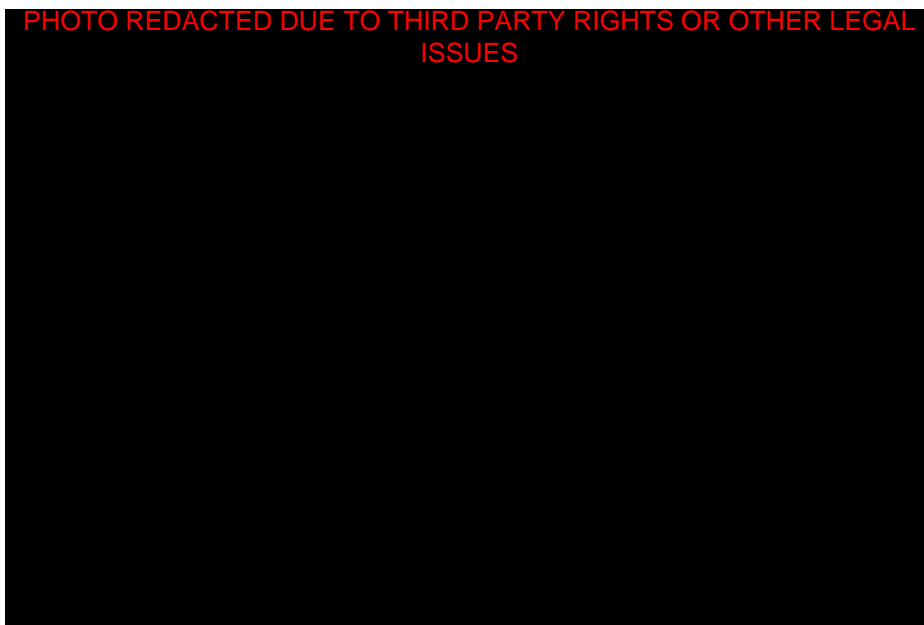 PHOTO REDACTED DUE TO THIRD PARTY RIGHTS OR OTHER LEGAL
ISSUES